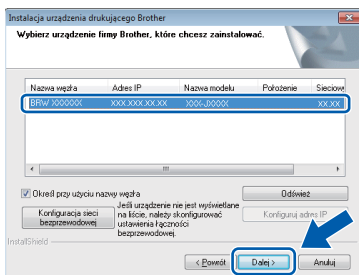 Instalacja urządzenia drukującego Brother
Wybierz urządzenie firmy Brother, które chcesz zainstalować.
Nazwa węzła Adres IP Nazwa modelu Położenie Sieciowy
BRW XXXXXX XXX.XXX.XX.XX XXX-JXXXX XX.XX
Określ przy użyciu nazwy węzła
Odśwież
Konfiguracja sieci bezprzewodowej
Jeśli urządzenie nie jest wyświetlane na liście, należy skonfigurować ustawienia łączności bezprzewodowej.
Konfiguruj adres IP
InstallShield
< Powrót
Dalej >
Anuluj